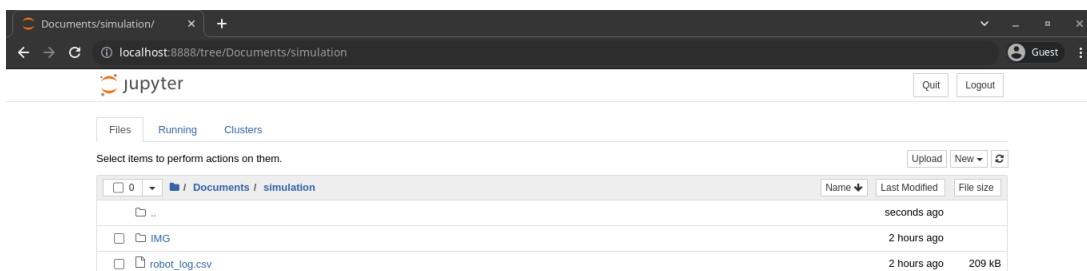 Documents/simulation/
localhost:8888/tree/Documents/simulation Guest
jupyter Quit Logout
Files Running Clusters
Select items to perform actions on them. Upload New
0 / Documents / simulation Name Last Modified File size
.. seconds ago
IMG 2 hours ago
robot_log.csv 2 hours ago 209 kB